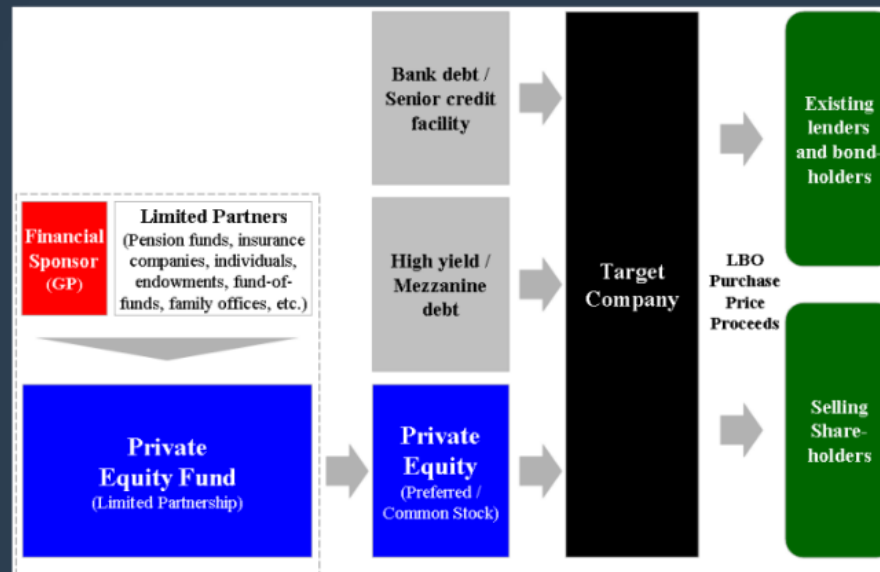 Bank debt /
Senior credit
facility
Existing
lenders
and bond-
holders
Financial
Sponsor
(GP)
Limited Partners
(Pension funds, insurance
companies, individuals,
endowments, fund-of-
funds, family offices, etc.)
High yield /
Mezzanine
debt
Target
Company
LBO
Purchase
Price
Proceeds
Private
Equity Fund
(Limited Partnership)
Private
Equity
(Preferred /
Common Stock)
Selling
Share-
holders